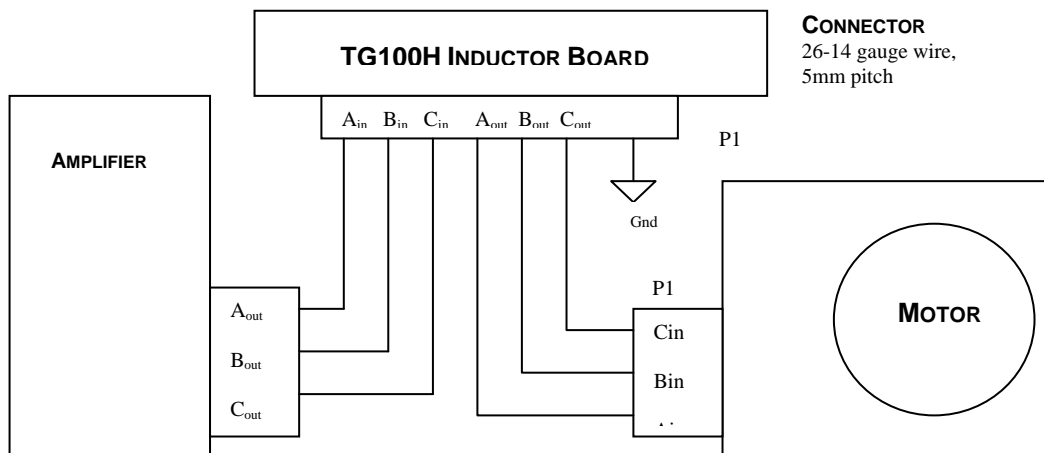 CONNECTOR
26-14 gauge wire,
5mm pitch
TG100H INDUCTOR BOARD
Ain Bin Cin Aout Bout Cout
P1
AMPLIFIER
Gnd
P1
Aout
Bout
Cout
Cin
Bin
MOTOR